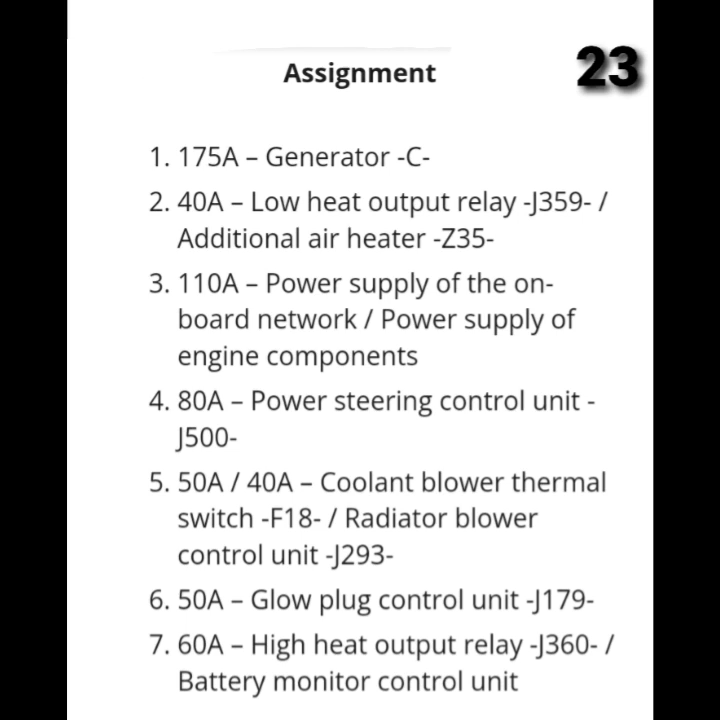 Assignment
23
1. 175A – Generator -C-
2. 40A – Low heat output relay -J359- /
Additional air heater -Z35-
3. 110A – Power supply of the on-
board network / Power supply of
engine components
4. 80A – Power steering control unit -
J500-
5. 50A / 40A – Coolant blower thermal
switch -F18- / Radiator blower
control unit -J293-
6. 50A – Glow plug control unit -J179-
7. 60A – High heat output relay -J360- /
Battery monitor control unit